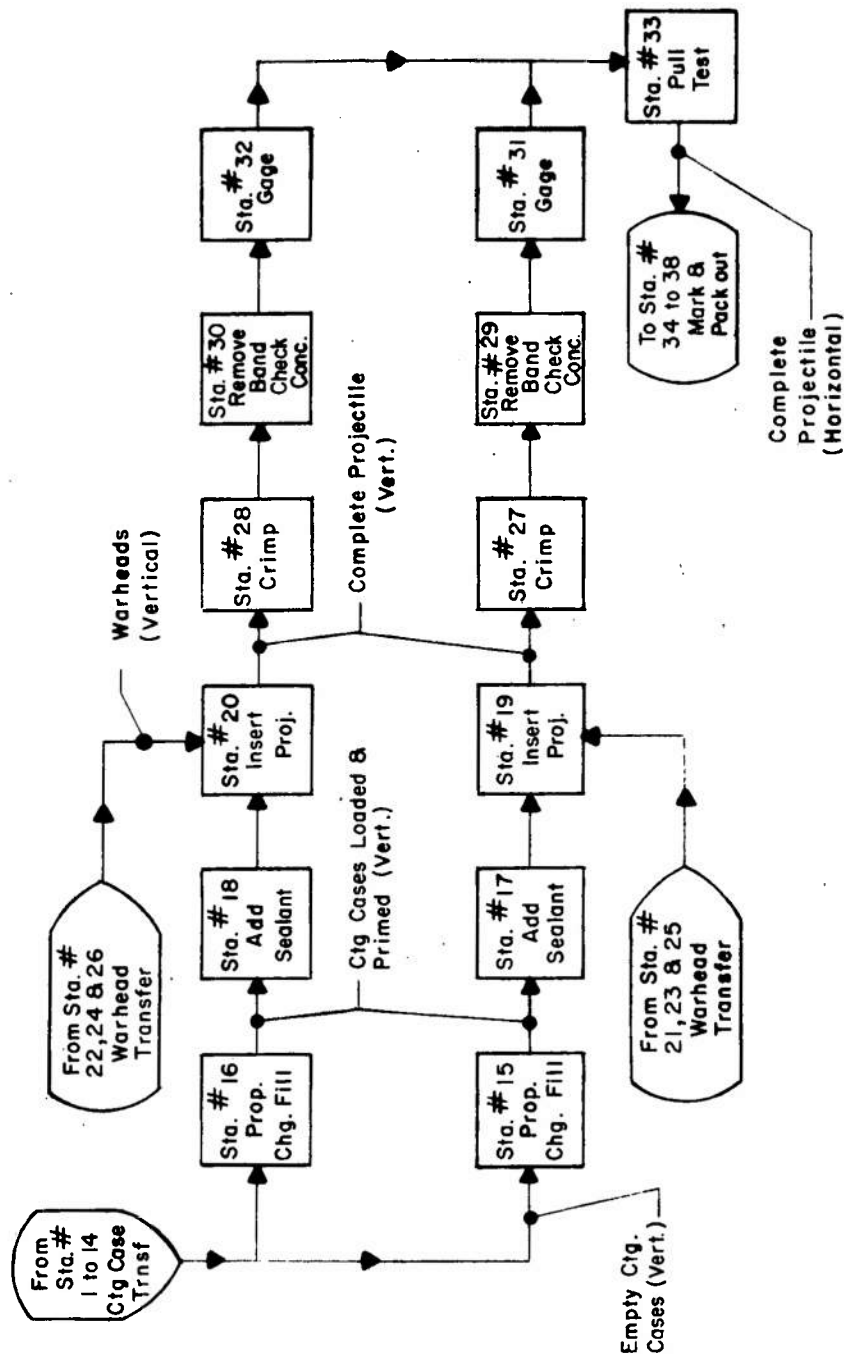 From
Sta.#
1 to 14
Ctg Case
Trnsf
Empty Ctg.
Cases (Vert.)
From Sta. #
22, 24 & 26
Warhead
Transfer
Warheads
(Vertical)
Sta. #16
Prop.
Chg. Fill
Sta. #18
Add
Sealant
Sta. #20
Insert
Proj.
Sta. #28
Crimp
Sta. #30
Remove
Band
Check
Conc.
Sta. #32
Gage
Ctg Cases Loaded &
Primed (Vert.)
Complete Projectile
(Vert.)
Sta. #15
Prop.
Chg. Fill
Sta. #17
Add
Sealant
Sta. #19
Insert
Proj.
Sta. #27
Crimp
Sta. #29
Remove
Band
Check
Conc.
Sta. #31
Gage
From Sta. #
21, 23 & 25
Warhead
Transfer
Sta. #33
Pull
Test
To Sta. #
34 to 38
Mark &
Pack out
Complete
Projectile
(Horizontal)